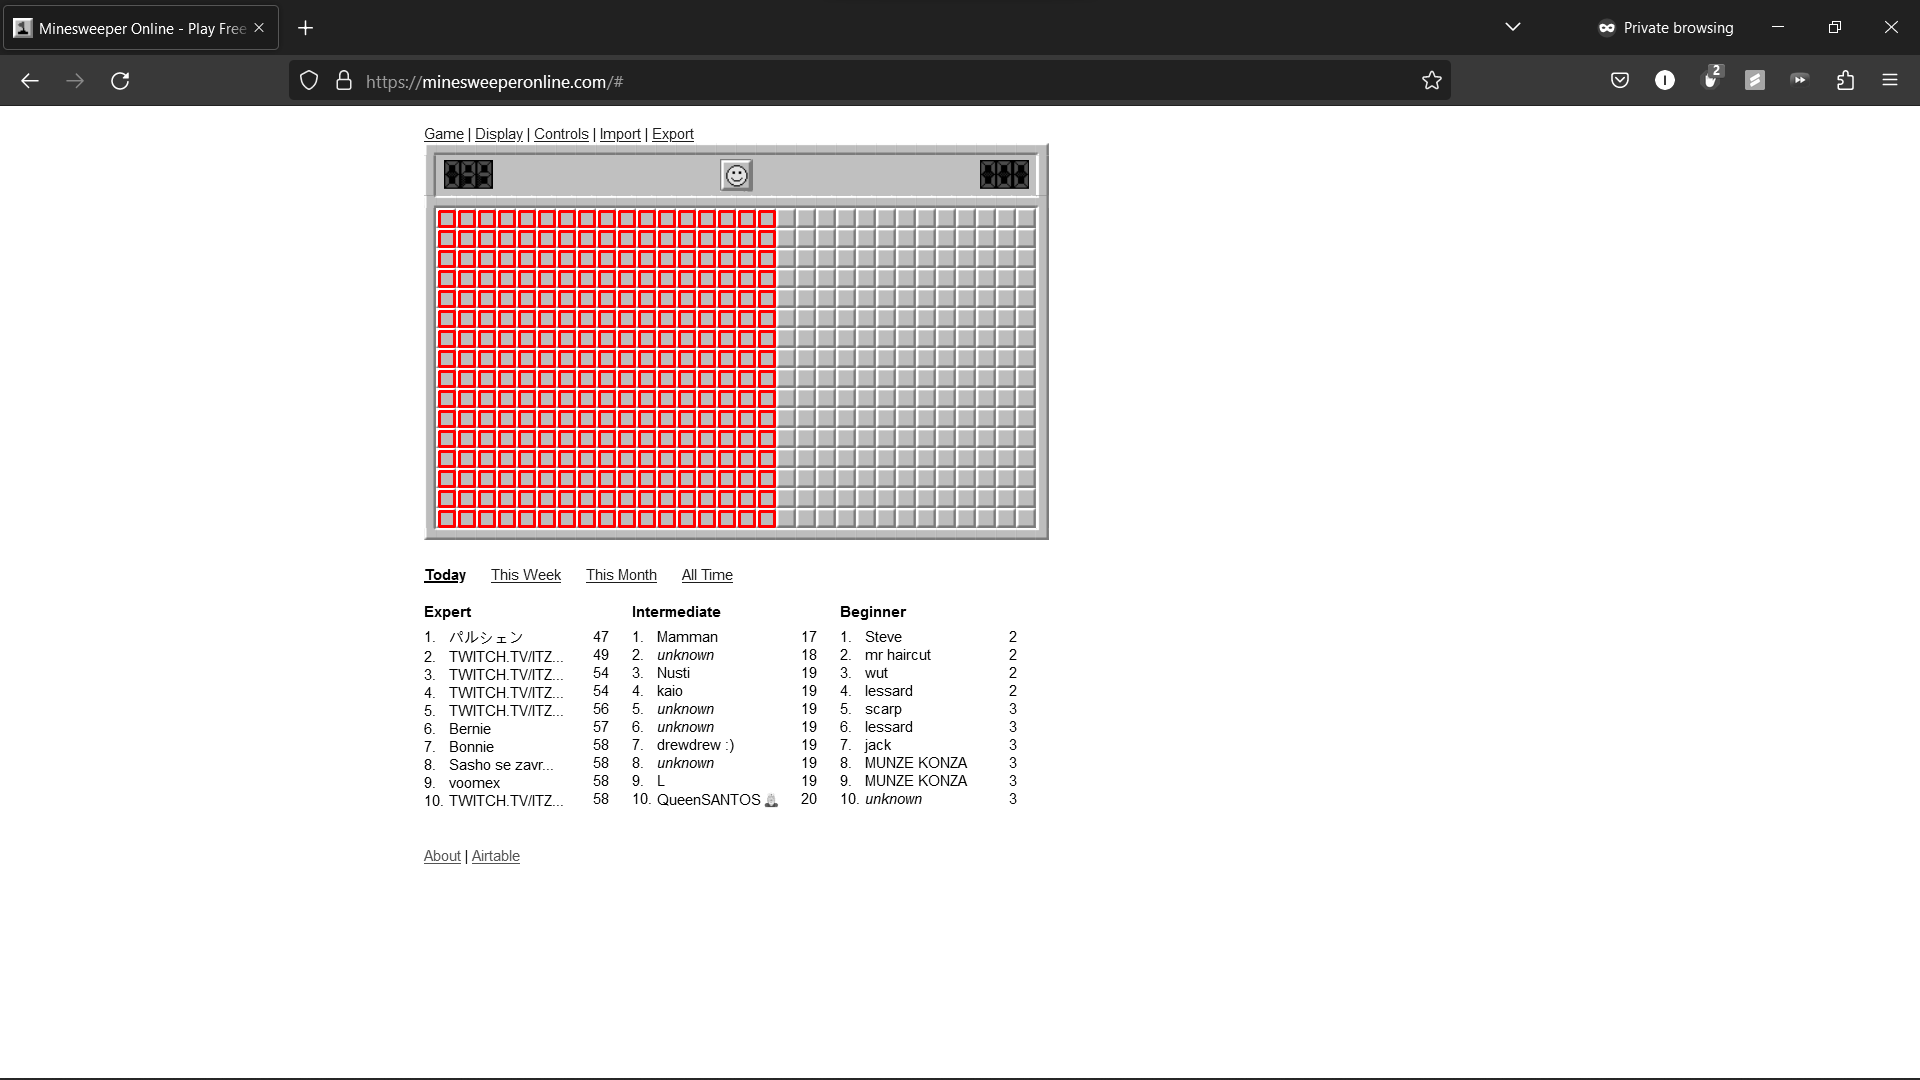 Minesweeper Online - Play Free
Private browsing
https://minesweeperonline.com/#
2
Game | Display | Controls | Import | Export
Today This Week This Month All Time
Expert
1. パルシェン 47
2. TWITCH.TV/ITZ... 49
3. TWITCH.TV/ITZ... 54
4. TWITCH.TV/ITZ... 54
5. TWITCH.TV/ITZ... 56
6. Bernie 57
7. Bonnie 58
8. Sasho se zavr... 58
9. voomex 58
10. TWITCH.TV/ITZ... 58
Intermediate
1. Mamman 17
2. unknown 18
3. Nusti 19
4. kaio 19
5. unknown 19
6. unknown 19
7. drewdrew :) 19
8. unknown 19
9. L 19
10. QueenSANTOS 20
Beginner
1. Steve 2
2. mr haircut 2
3. wut 2
4. lessard 2
5. scarp 3
6. lessard 3
7. jack 3
8. MUNZE KONZA 3
9. MUNZE KONZA 3
10. unknown 3
About | Airtable